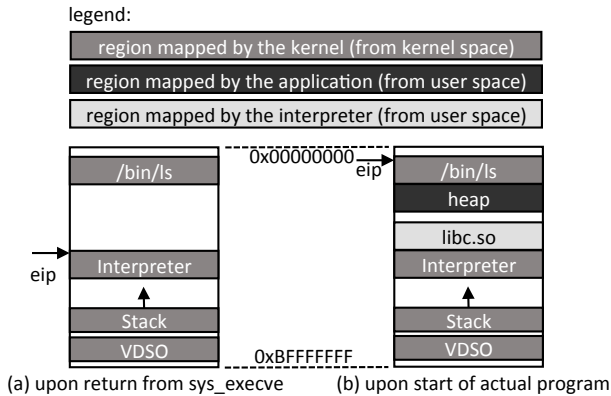 legend:
region mapped by the kernel (from kernel space)
region mapped by the application (from user space)
region mapped by the interpreter (from user space)
0x00000000
eip
/bin/ls
/bin/ls
heap
libc.so
eip
Interpreter
Interpreter
Stack
Stack
VDSO
VDSO
0xBFFFFFFF
(a) upon return from sys_execve
(b) upon start of actual program